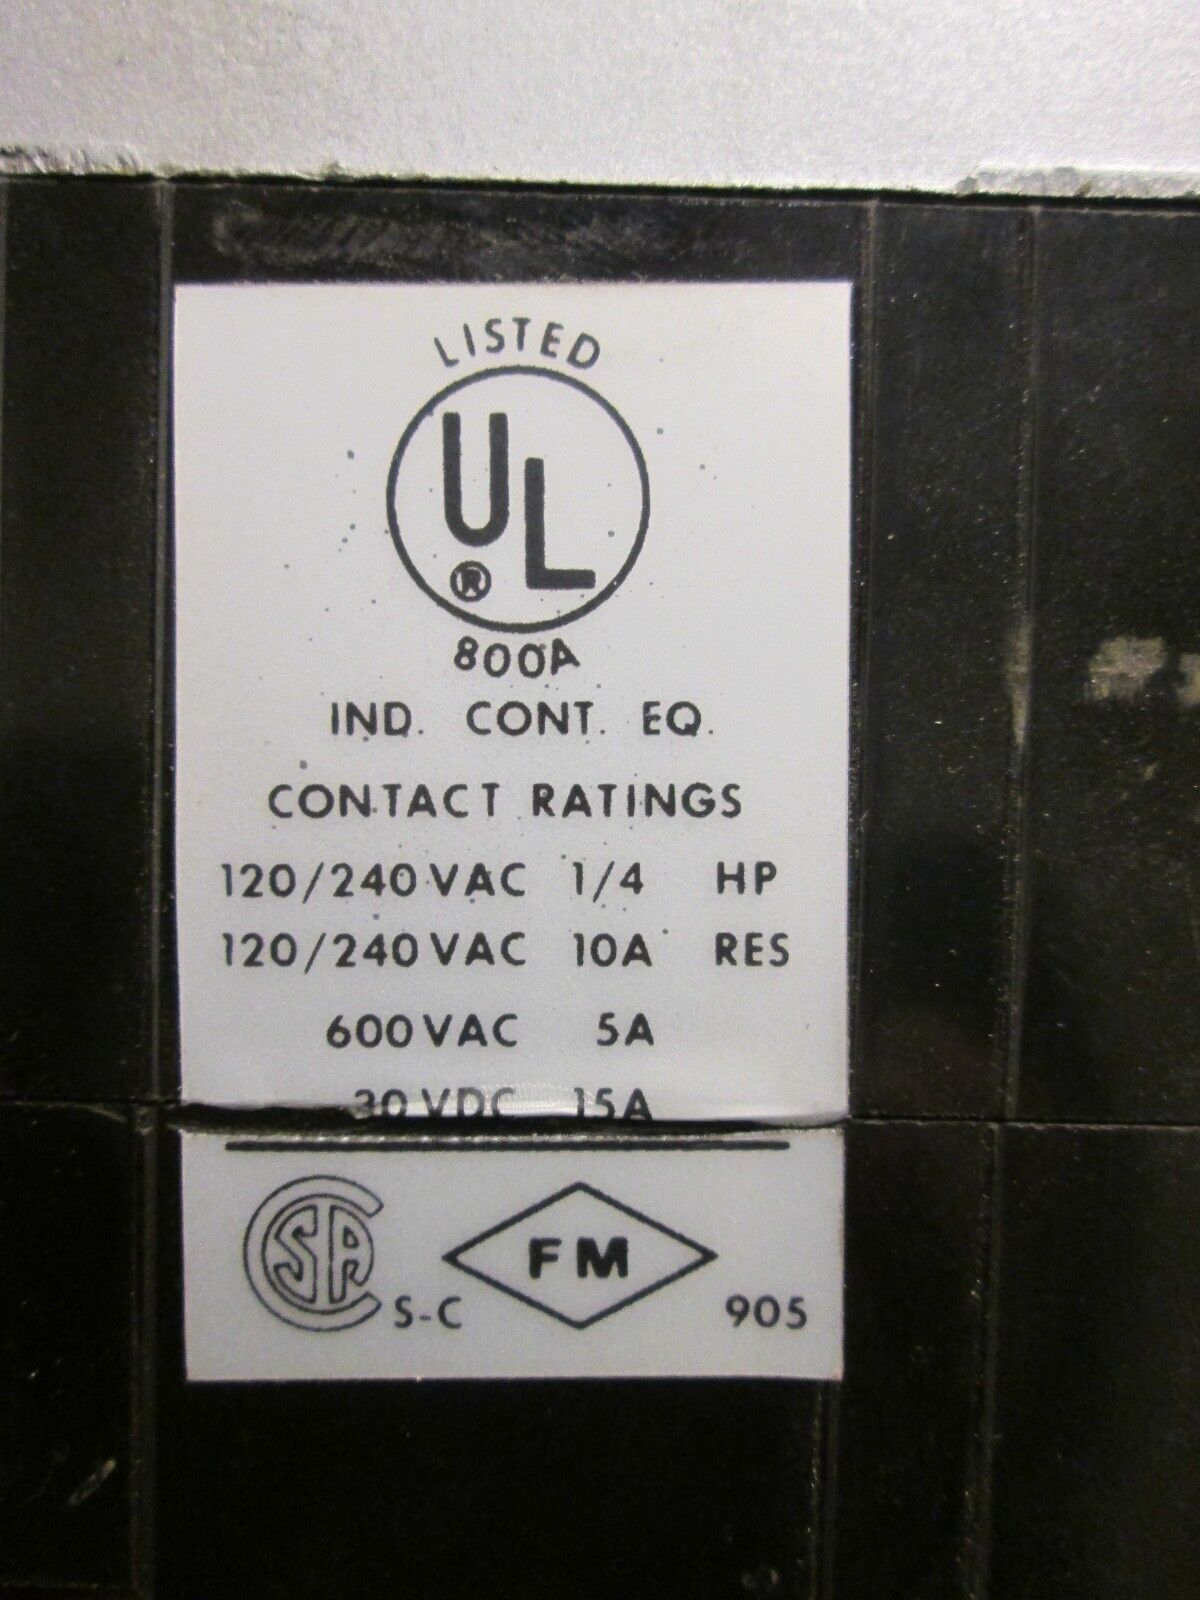 LISTED
UL
®
800A
IND. CONT. EQ.
CONTACT RATINGS
120/240 VAC 1/4 HP
120/240 VAC 10A RES
600 VAC 5A
30 VDC 15A
CSA S-C FM 905